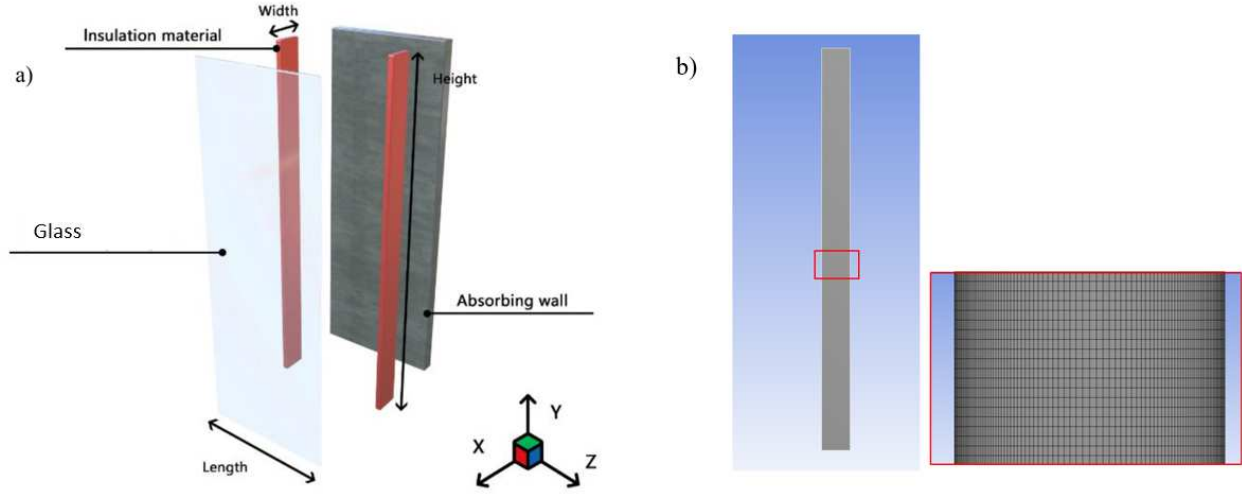 a)
Width
Insulation material
Height
Glass
Absorbing wall
Length
Y
X
Z
b)